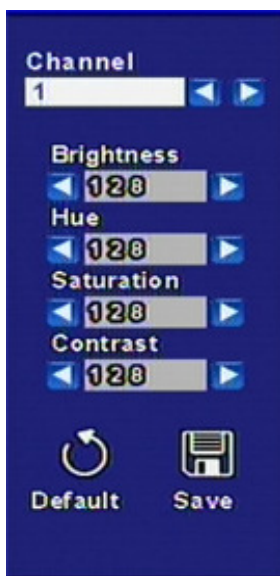 Channel
1
Brightness
128
Hue
128
Saturation
128
Contrast
128
Default Save